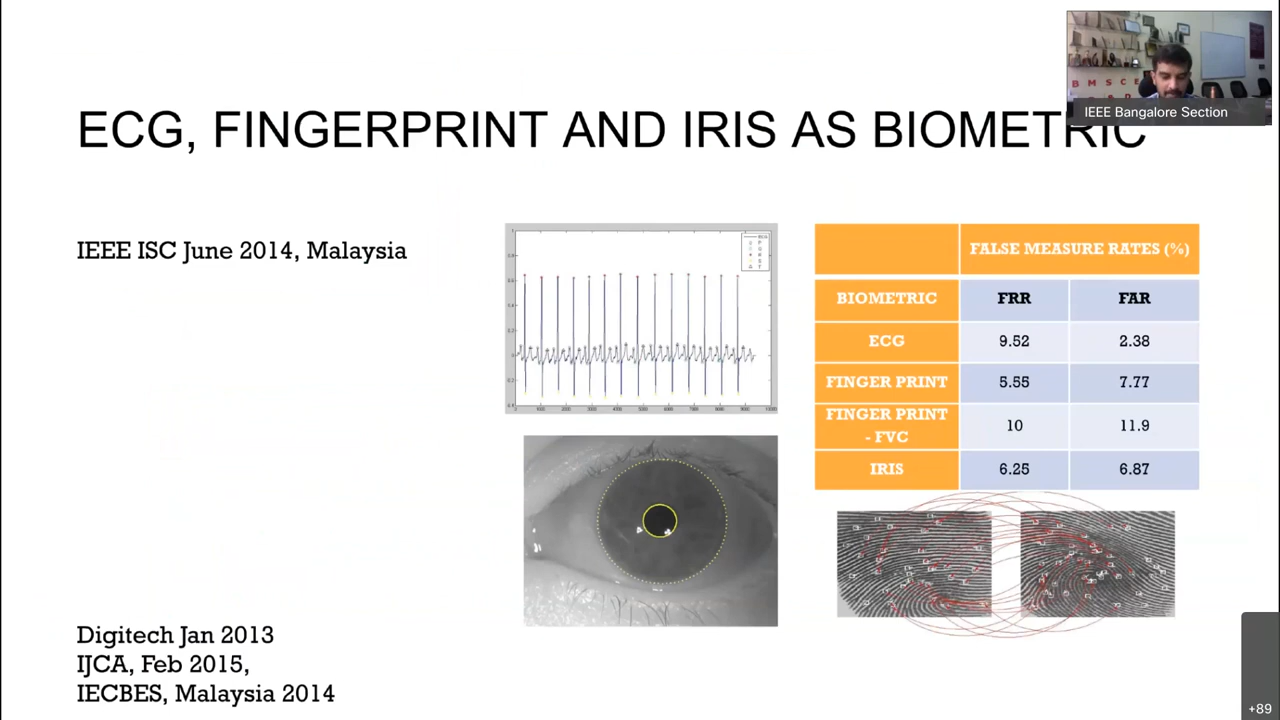 ECG, FINGERPRINT AND IRIS AS BIOMETRIC
B M S C E
IEEE Bangalore Section
IEEE ISC June 2014, Malaysia
FALSE MEASURE RATES (%)
BIOMETRIC FRR FAR
ECG 9.52 2.38
FINGER PRINT 5.55 7.77
FINGER PRINT
- FVC 10 11.9
IRIS 6.25 6.87
Digitech Jan 2013
IJCA, Feb 2015,
IECBES, Malaysia 2014
+89